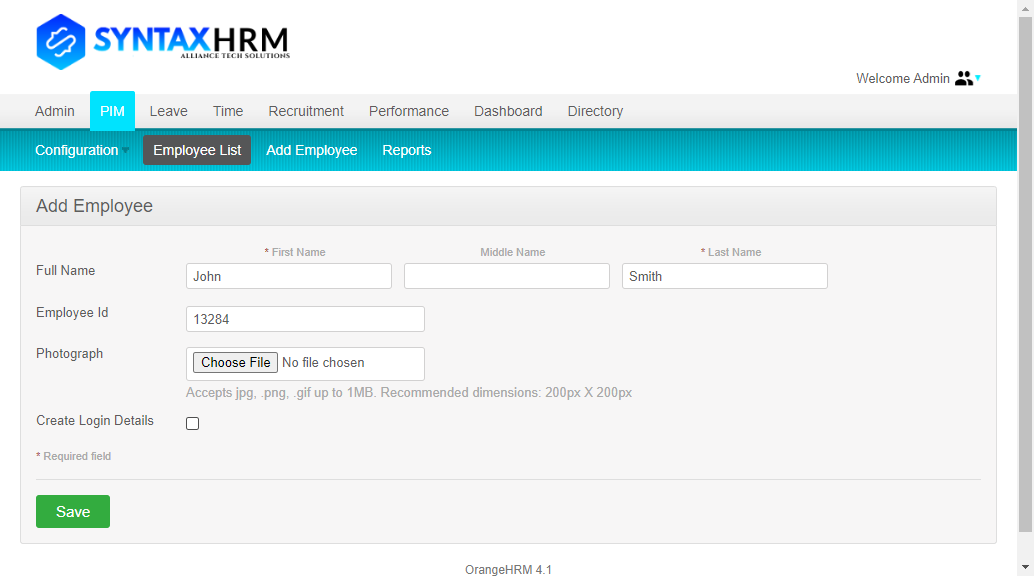 SYNTAXHRM
ALLIANCE TECH SOLUTIONS
Welcome Admin
Admin PIM Leave Time Recruitment Performance Dashboard Directory
Configuration Employee List Add Employee Reports
Add Employee
* First Name Middle Name * Last Name
Full Name John Smith
Employee Id 13284
Photograph Choose File No file chosen
Accepts jpg, .png, .gif up to 1MB. Recommended dimensions: 200px X 200px
Create Login Details
* Required field
Save
OrangeHRM 4.1